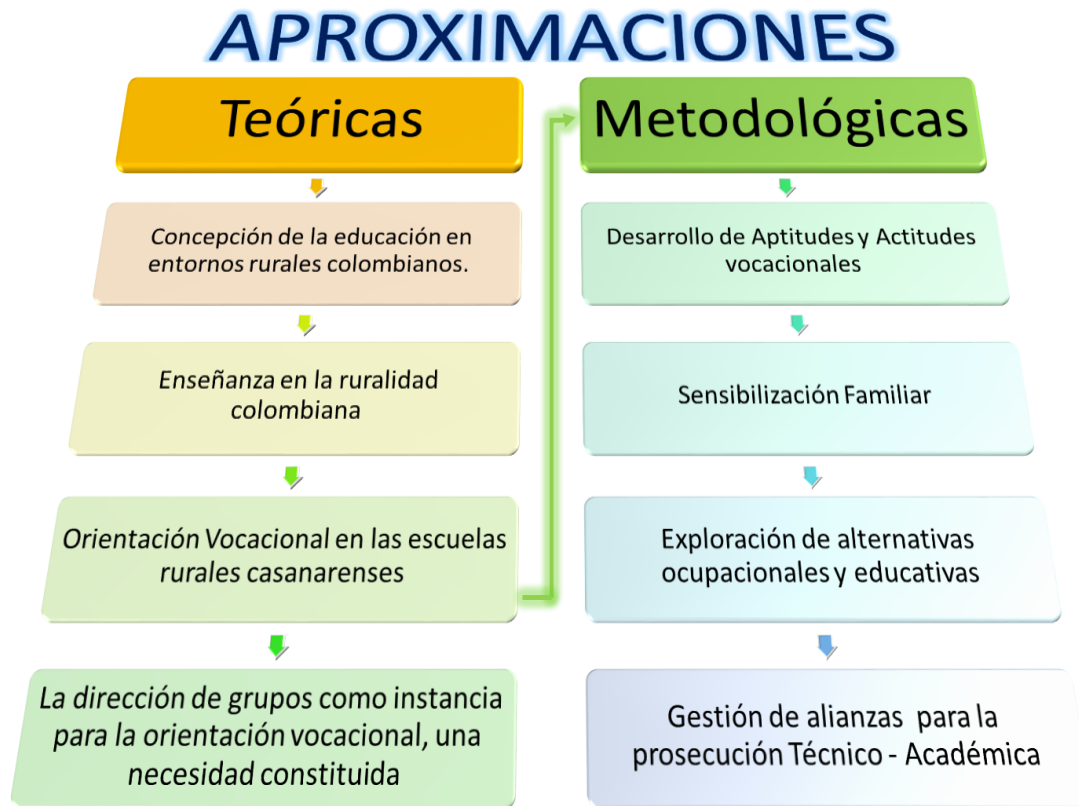 APROXIMACIONES
Teóricas
Concepción de la educación en
entornos rurales colombianos.
Enseñanza en la ruralidad
colombiana
Orientación Vocacional en las escuelas
rurales casanarenses
La dirección de grupos como instancia
para la orientación vocacional, una
necesidad constituida
Metodológicas
Desarrollo de Aptitudes y Actitudes
vocacionales
Sensibilización Familiar
Exploración de alternativas
ocupacionales y educativas
Gestión de alianzas para la
prosecución Técnico - Académica